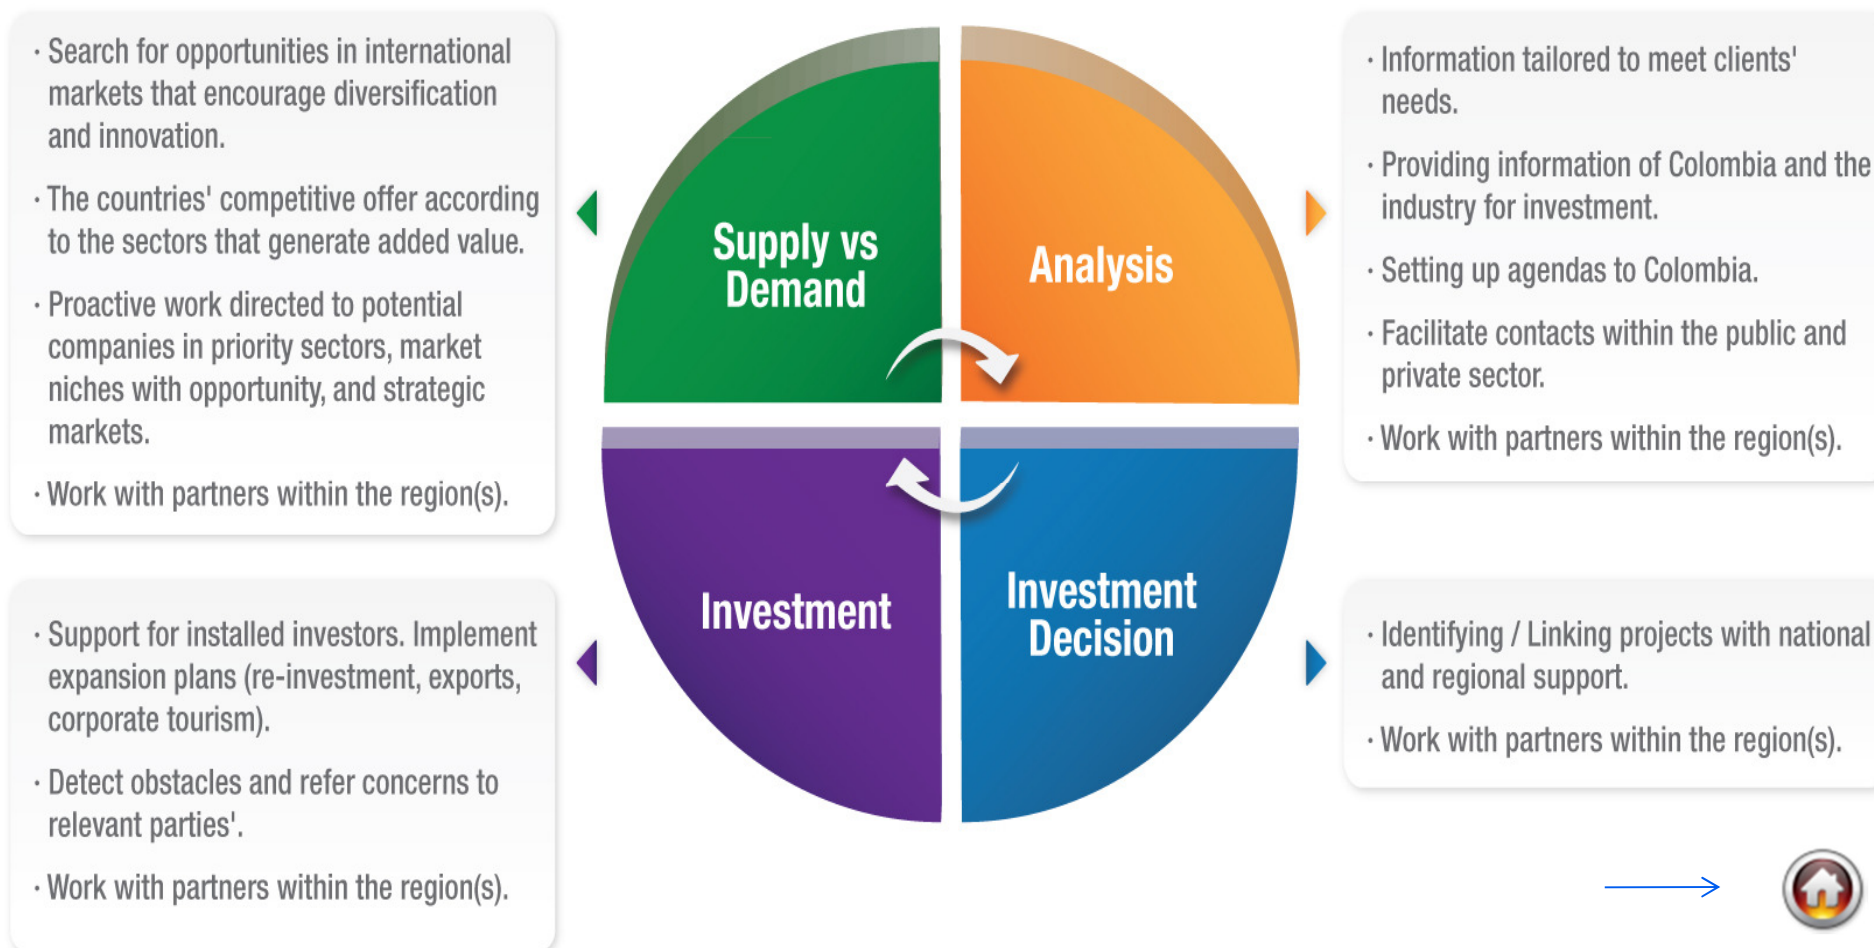 · Search for opportunities in international
markets that encourage diversification
and innovation.
· The countries' competitive offer according
to the sectors that generate added value.
· Proactive work directed to potential
companies in priority sectors, market
niches with opportunity, and strategic
markets.
· Work with partners within the region(s).
Supply vs
Demand
Analysis
· Information tailored to meet clients'
needs.
· Providing information of Colombia and the
industry for investment.
· Setting up agendas to Colombia.
· Facilitate contacts within the public and
private sector.
· Work with partners within the region(s).
· Support for installed investors. Implement
expansion plans (re-investment, exports,
corporate tourism).
· Detect obstacles and refer concerns to
relevant parties'.
· Work with partners within the region(s).
Investment
Investment
Decision
· Identifying / Linking projects with national
and regional support.
· Work with partners within the region(s).